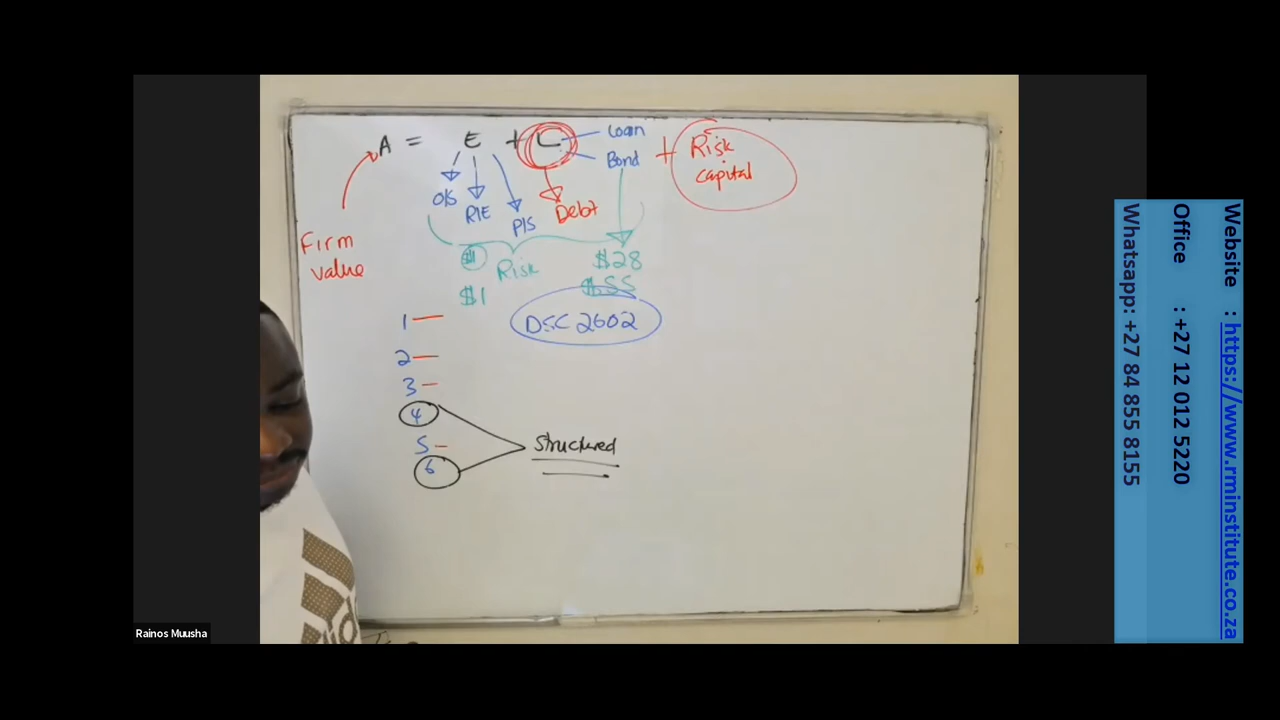 A = E + L Loan
Bond
+ Risk
capital
O/S
R/E
P/S
Debt
Firm
value
$1 Risk $28
$1 $55
DSC 2602
1 —
2 —
3 —
4
5 —
6
Structured
Rainos Muusha
Website : https://www.rminstitute.co.za
Office : +27 12 012 5220
Whatsapp: +27 84 855 8155